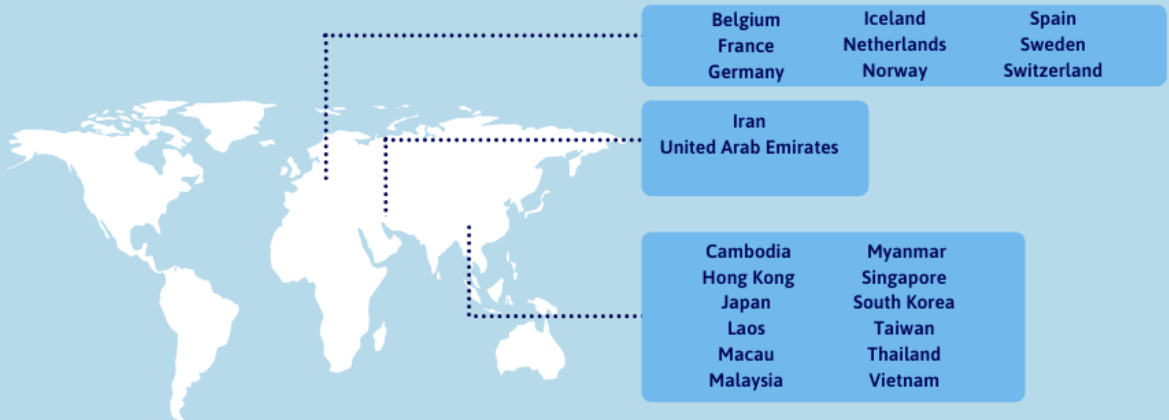 Belgium
France
Germany
Iceland
Netherlands
Norway
Spain
Sweden
Switzerland
Iran
United Arab Emirates
Cambodia
Hong Kong
Japan
Laos
Macau
Malaysia
Myanmar
Singapore
South Korea
Taiwan
Thailand
Vietnam